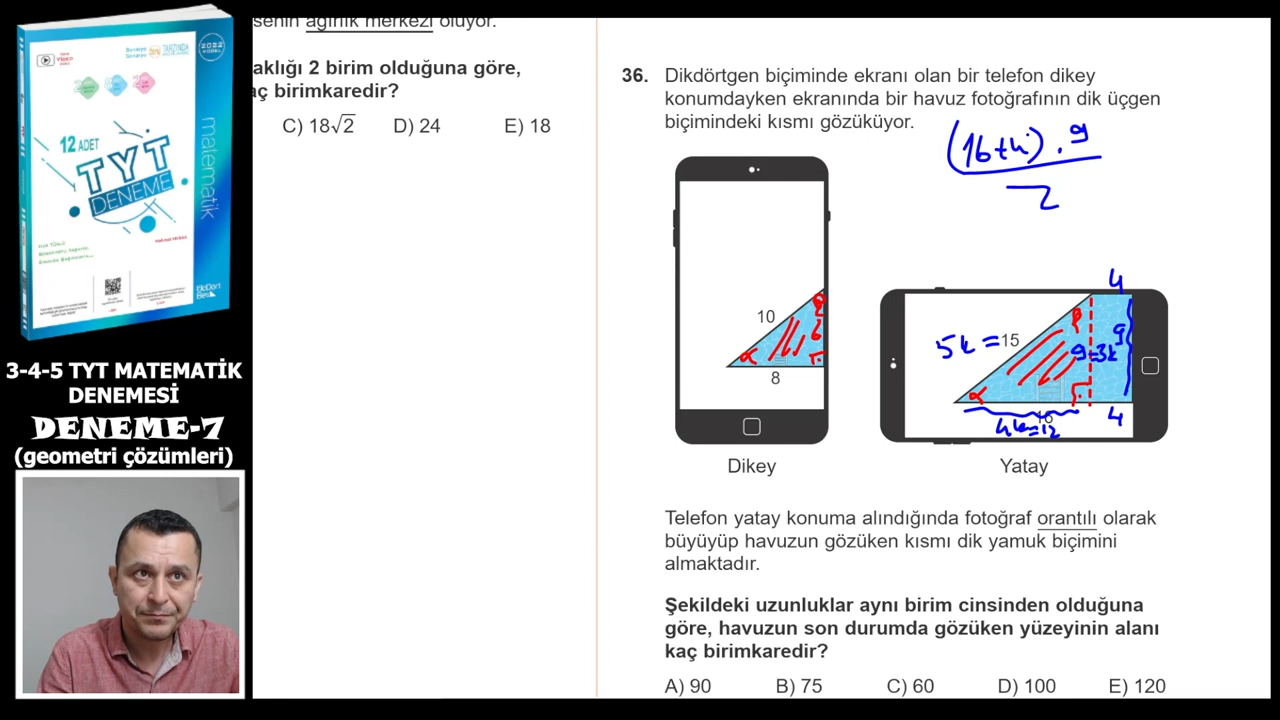 senin ağırlık merkezi oluyor.
aklığı 2 birim olduğuna göre,
aç birimkaredir?
C) 18√2 D) 24 E) 18
36. Dikdörtgen biçiminde ekranı olan bir telefon dikey
konumdayken ekranında bir havuz fotoğrafının dik üçgen
biçimindeki kısmı gözüküyor.
(16+4).9
2
10
6
α
8
Dikey
4
5k = 15
9=3k
9
α
16
4k=12
4
Yatay
Telefon yatay konuma alındığında fotoğraf orantılı olarak
büyüyüp havuzun gözüken kısmı dik yamuk biçimini
almaktadır.
Şekildeki uzunluklar aynı birim cinsinden olduğuna
göre, havuzun son durumda gözüken yüzeyinin alanı
kaç birimkaredir?
A) 90 B) 75 C) 60 D) 100 E) 120
2022
12 ADET
TYT
DENEME
matematik
3-4-5 TYT MATEMATİK
DENEMESİ
DENEME-7
(geometri çözümleri)